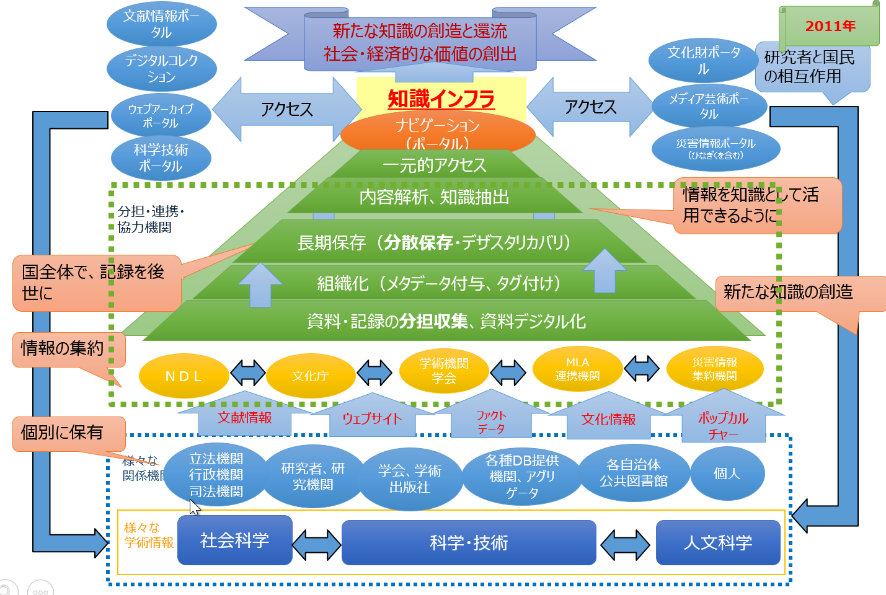 文献情報ポー
タル
デジタルコレ
クション
ウェブアーカイブ
ポータル
科学技術
ポータル
新たな知識の創造と還流
社会・経済的な価値の創出
2011年
文化財ポータ
ル
研究者と国民
の相互作用
メディア芸術ポー
タル
災害情報ポータル
(ひなぎくを含む)
アクセス
知識インフラ
アクセス
ナビゲーション
(ポータル)
一元的アクセス
内容解析、知識抽出
長期保存(分散保存・デザスタリカバリ)
組織化(メタデータ付与、タグ付け)
資料・記録の分担収集、資料デジタル化
分担・連携・
協力機関
情報を知識として活
用できるように
国全体で、記録を後
世に
新たな知識の創造
情報の集約
NDL
文化庁
学術機関
学会
MLA
連携機関
災害情報
集約機関
文献情報
ウェブサイト
ファクト
データ
文化情報
ポップカル
チャー
個別に保有
様々な
関係機関
立法機関
行政機関
司法機関
研究者、研
究機関
学会、学術
出版社
各種DB提供
機関、アグリ
ゲータ
各自治体
公共図書館
個人
様々な
学術情報
社会科学
科学・技術
人文科学